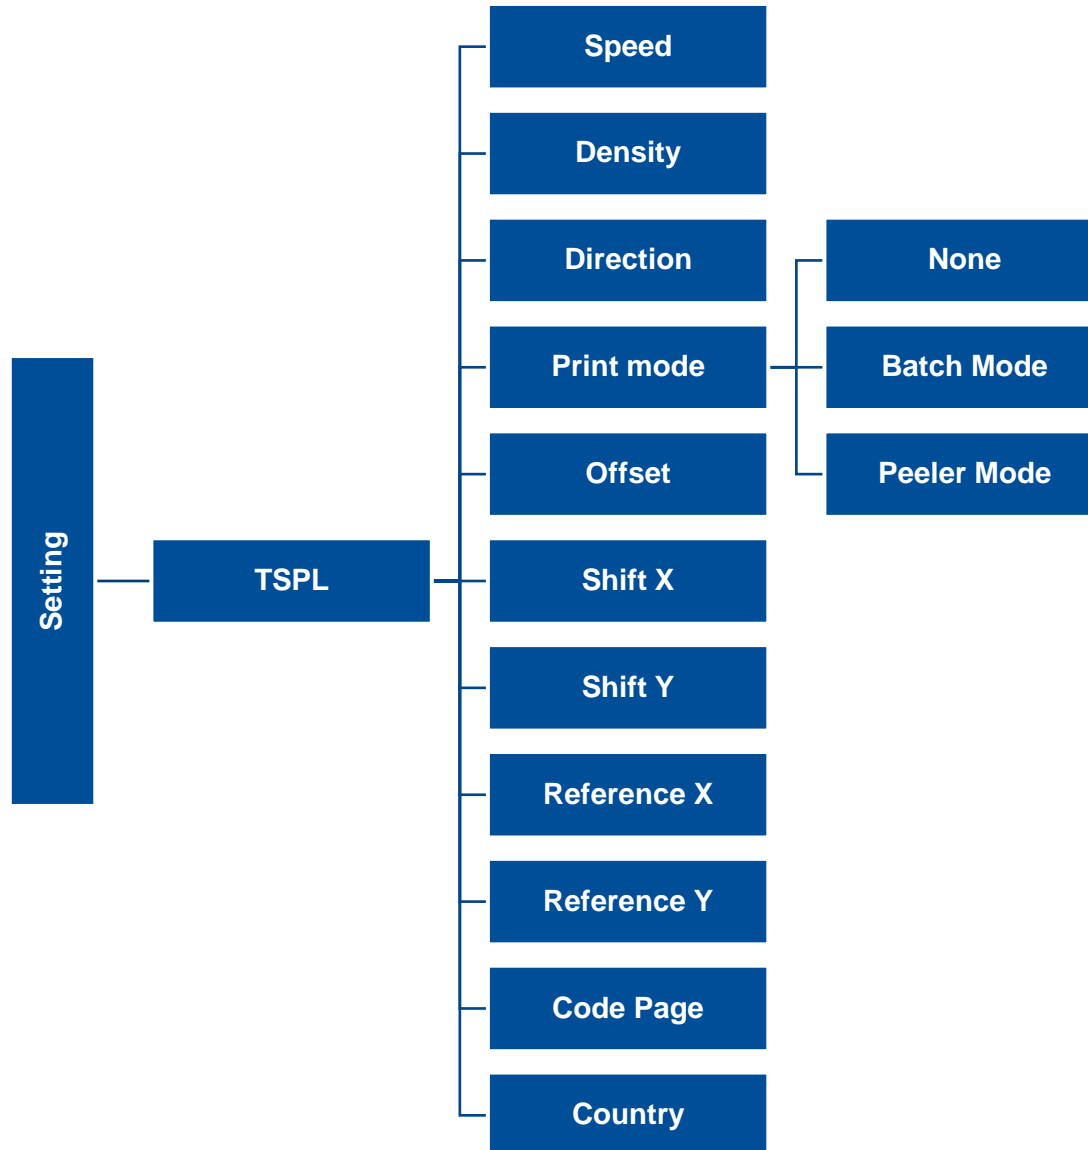 Setting
TSPL
Speed
Density
Direction
Print mode
None
Batch Mode
Peeler Mode
Offset
Shift X
Shift Y
Reference X
Reference Y
Code Page
Country